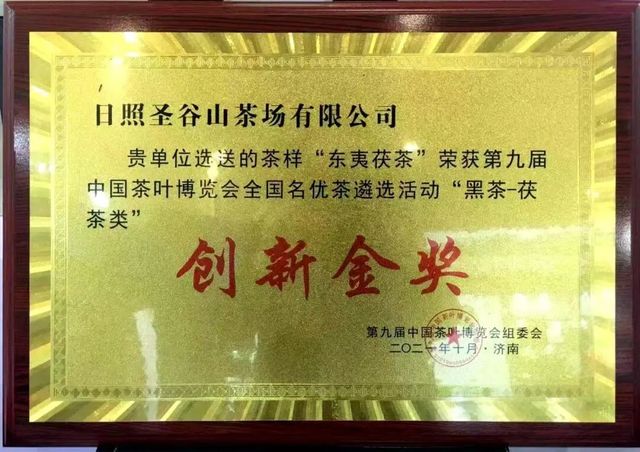 日照圣谷山茶场有限公司
贵单位选送的茶样“东夷茯茶”荣获第九届
中国茶叶博览会全国名优茶遴选活动“黑茶-茯
茶类”
创新金奖
第九届中国茶叶博览会组委会
二〇二一年十月·济南